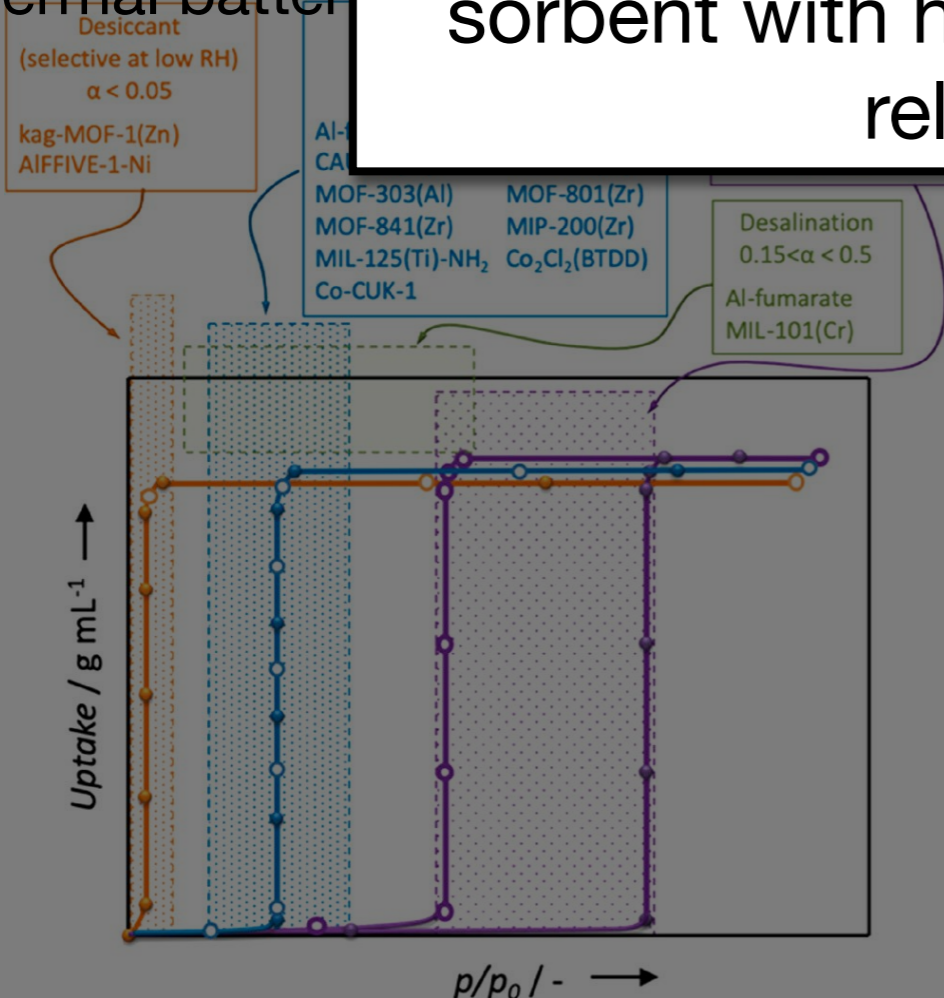 sorbent with
Desiccant
(selective at low RH)
α < 0.05
kag-MOF-1(Zn)
AlFFIVE-1-Ni
MOF-303(Al) MOF-801(Zr)
MOF-841(Zr) MIP-200(Zr)
MIL-125(Ti)-NH₂ Co₂Cl₂(BTDD)
Co-CUK-1
Desalination
0.15<α < 0.5
Al-fumarate
MIL-101(Cr)
Uptake / g mL⁻¹
p/p₀ / -